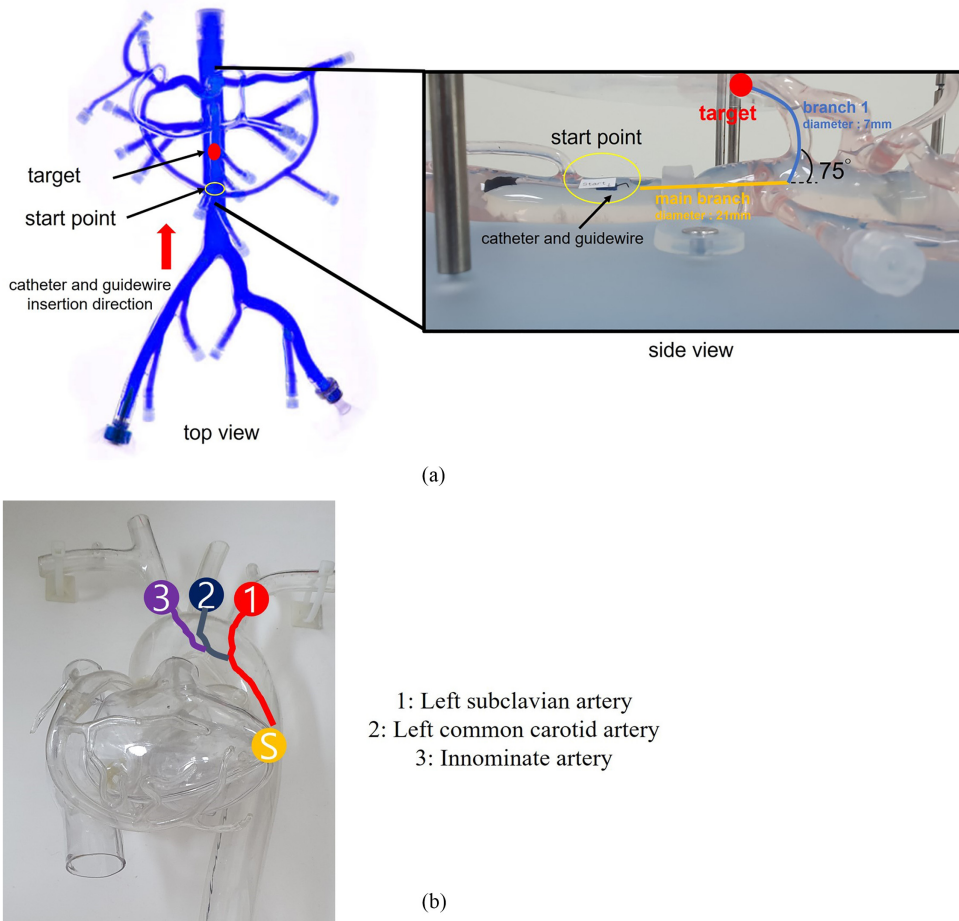 target
start point
catheter and guidewire
insertion direction
top view
start point
target
branch 1
diameter : 7mm
75°
main branch
diameter : 21mm
catheter and guidewire
side view
(a)
3
2
1
S
1: Left subclavian artery
2: Left common carotid artery
3: Innominate artery
(b)